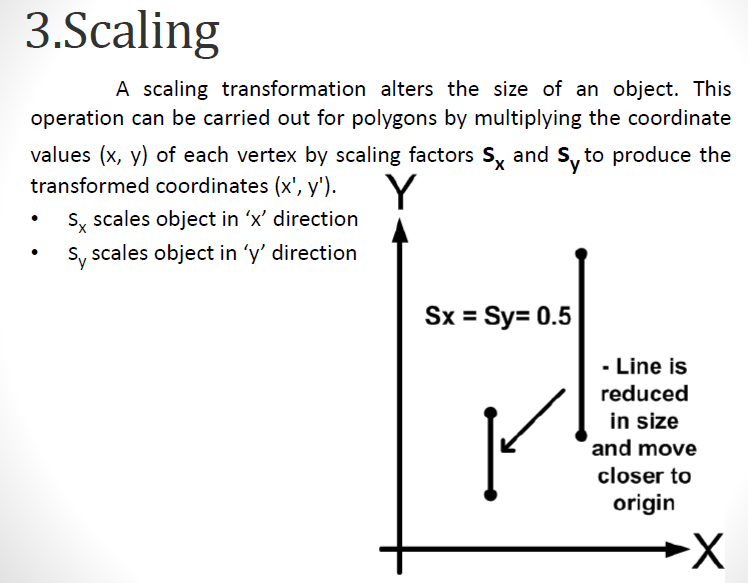 3.Scaling
A scaling transformation alters the size of an object. This
operation can be carried out for polygons by multiplying the coordinate
values (x, y) of each vertex by scaling factors Sx and Sy to produce the
transformed coordinates (x', y').
• Sx scales object in ‘x’ direction
• Sy scales object in ‘y’ direction
Y
Sx = Sy= 0.5
- Line is
reduced
in size
and move
closer to
origin
X